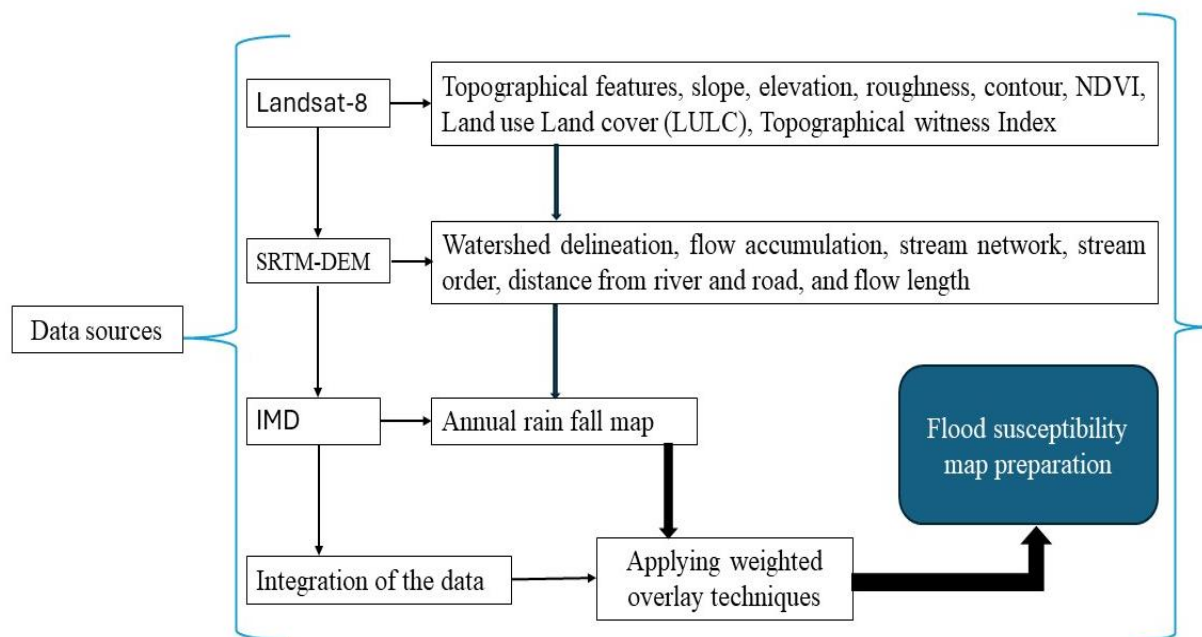 Data sources
Landsat-8
Topographical features, slope, elevation, roughness, contour, NDVI,
Land use Land cover (LULC), Topographical witness Index
SRTM-DEM
Watershed delineation, flow accumulation, stream network, stream
order, distance from river and road, and flow length
IMD
Annual rain fall map
Flood susceptibility
map preparation
Integration of the data
Applying weighted
overlay techniques